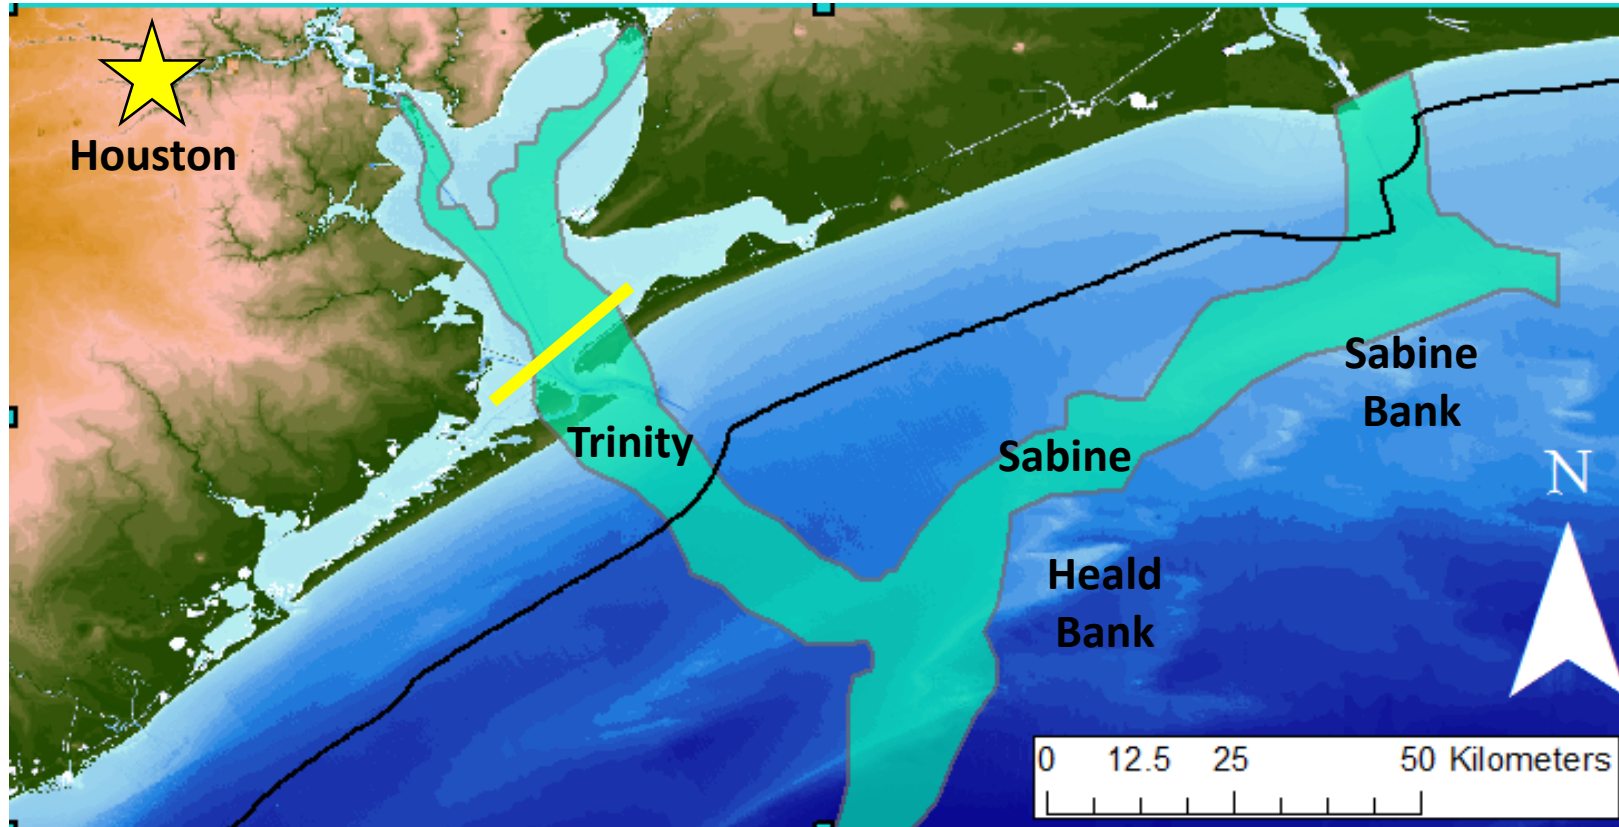 Houston
Trinity
Sabine
Sabine
Bank
Heald
Bank
N
0 12.5 25 50 Kilometers